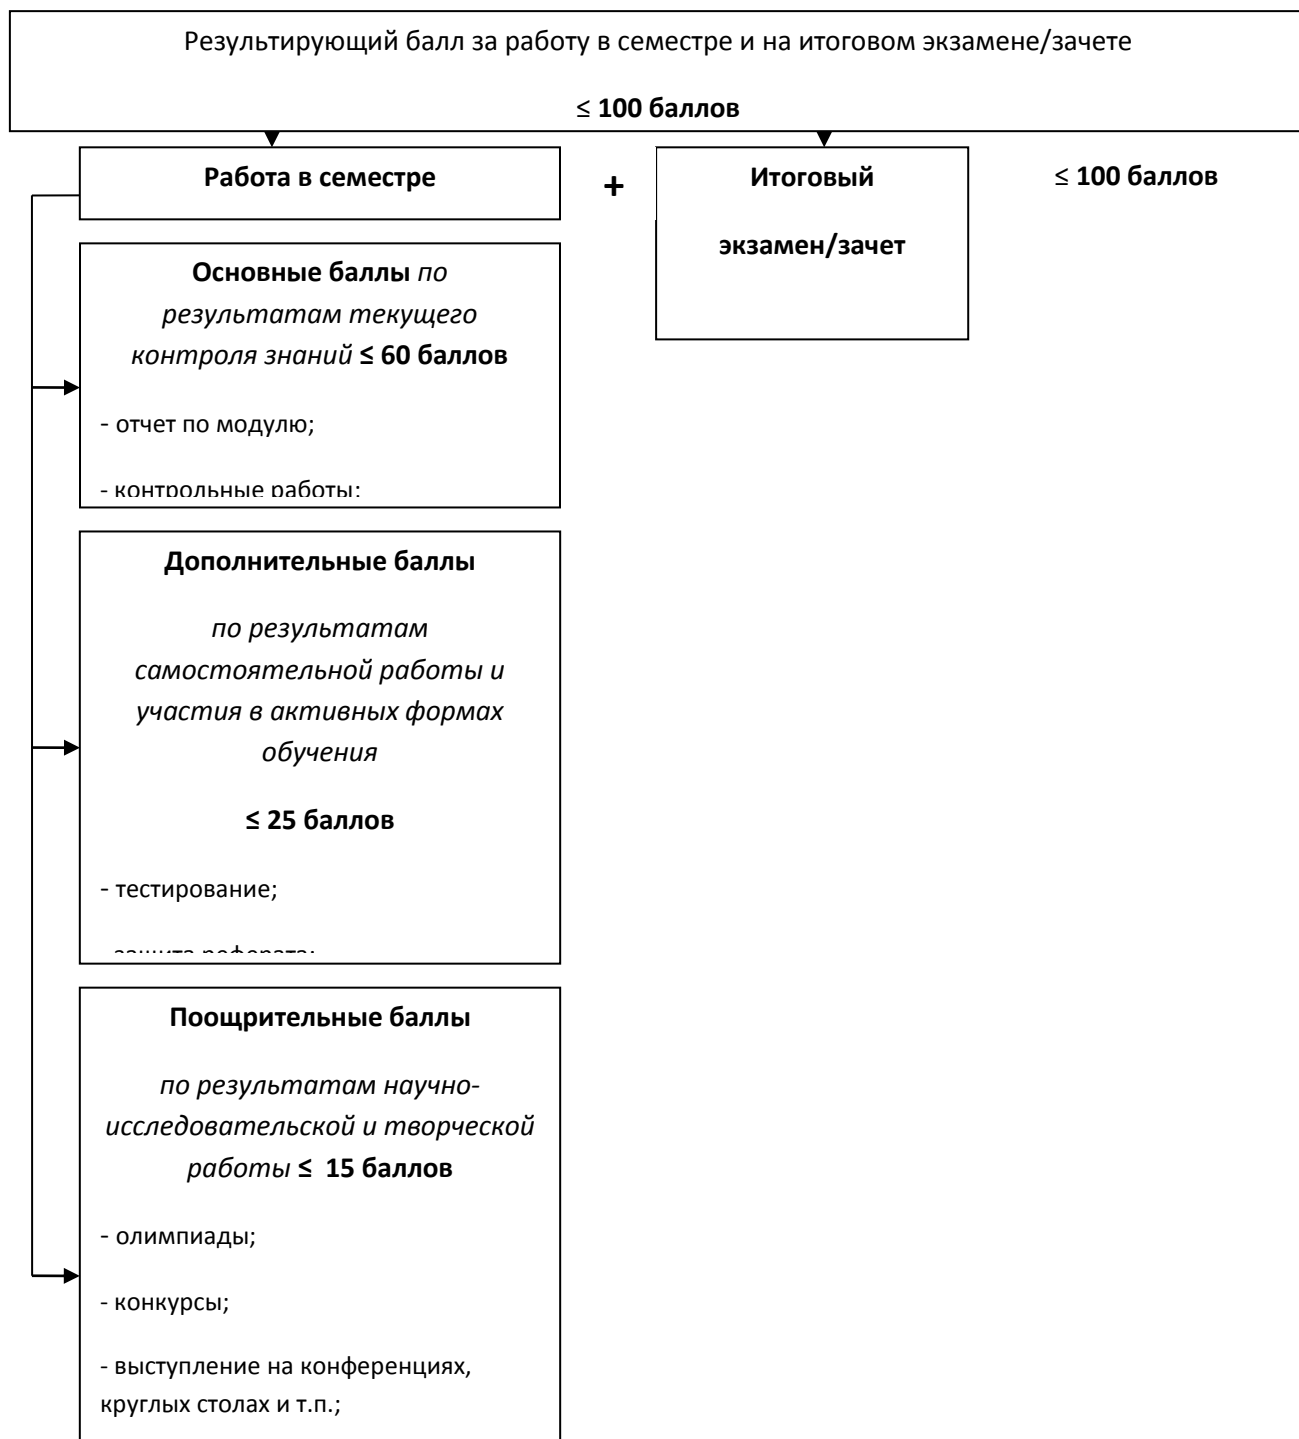 Результирующий балл за работу в семестре и на итоговом экзамене/зачете
≤ 100 баллов
Работа в семестре
+
Итоговый
экзамен/зачет
≤ 100 баллов
Основные баллы по
результатам текущего
контроля знаний ≤ 60 баллов
- отчет по модулю;
- контрольные работы;
Дополнительные баллы
по результатам
самостоятельной работы и
участия в активных формах
обучения
≤ 25 баллов
- тестирование;
- защита реферата;
Поощрительные баллы
по результатам научно-
исследовательской и творческой
работы ≤ 15 баллов
- олимпиады;
- конкурсы;
- выступление на конференциях,
круглых столах и т.п.;